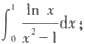 ∫₀¹ ln x / (x² − 1) dx;